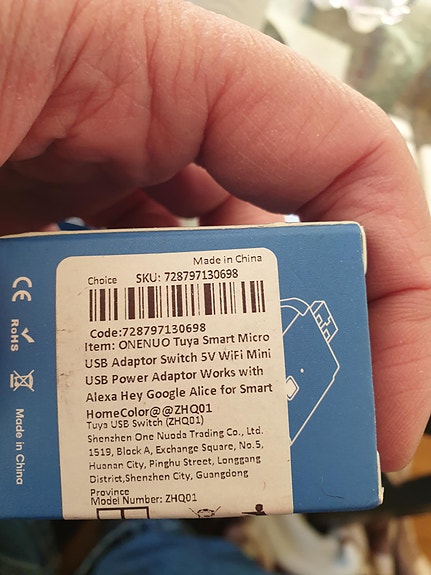 Made in China
Choice SKU: 728797130698
Code:728797130698
Item: ONENUO Tuya Smart Micro
USB Adaptor Switch 5V WiFi Mini
USB Power Adaptor Works with
Alexa Hey Google Alice for Smart
HomeColor@@ZHQ01
Tuya USB Switch (ZHQ01)
Shenzhen One Nuoda Trading Co., Ltd.
1519, Block A, Exchange Square, No.5,
Huanan City, Pinghu Street, Longgang
District,Shenzhen City, Guangdong
Province
Model Number: ZHQ01
CE
RoHS
Made in China